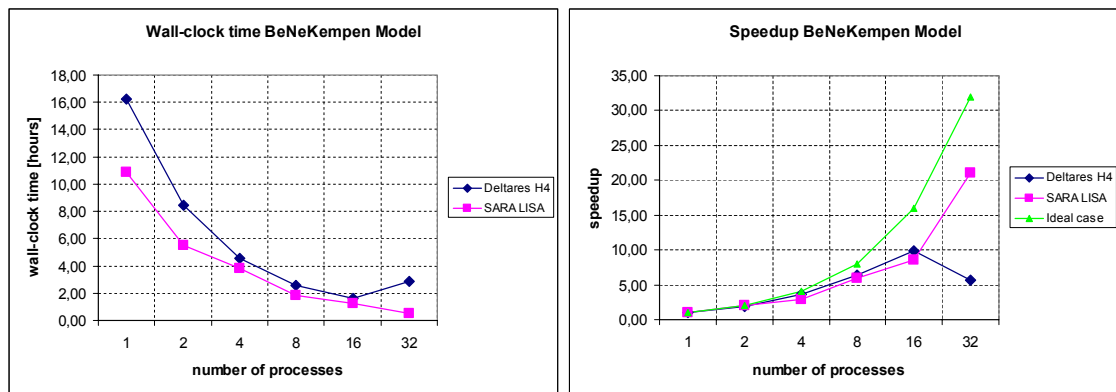 Wall-clock time BeNeKempen Model
18,00
16,00
14,00
12,00
10,00
8,00
6,00
4,00
2,00
0,00
wall-clock time [hours]
1 2 4 8 16 32
number of processes
Deltares H4
SARA LISA
Speedup BeNeKempen Model
35,00
30,00
25,00
20,00
15,00
10,00
5,00
0,00
speedup
1 2 4 8 16 32
number of processes
Deltares H4
SARA LISA
Ideal case